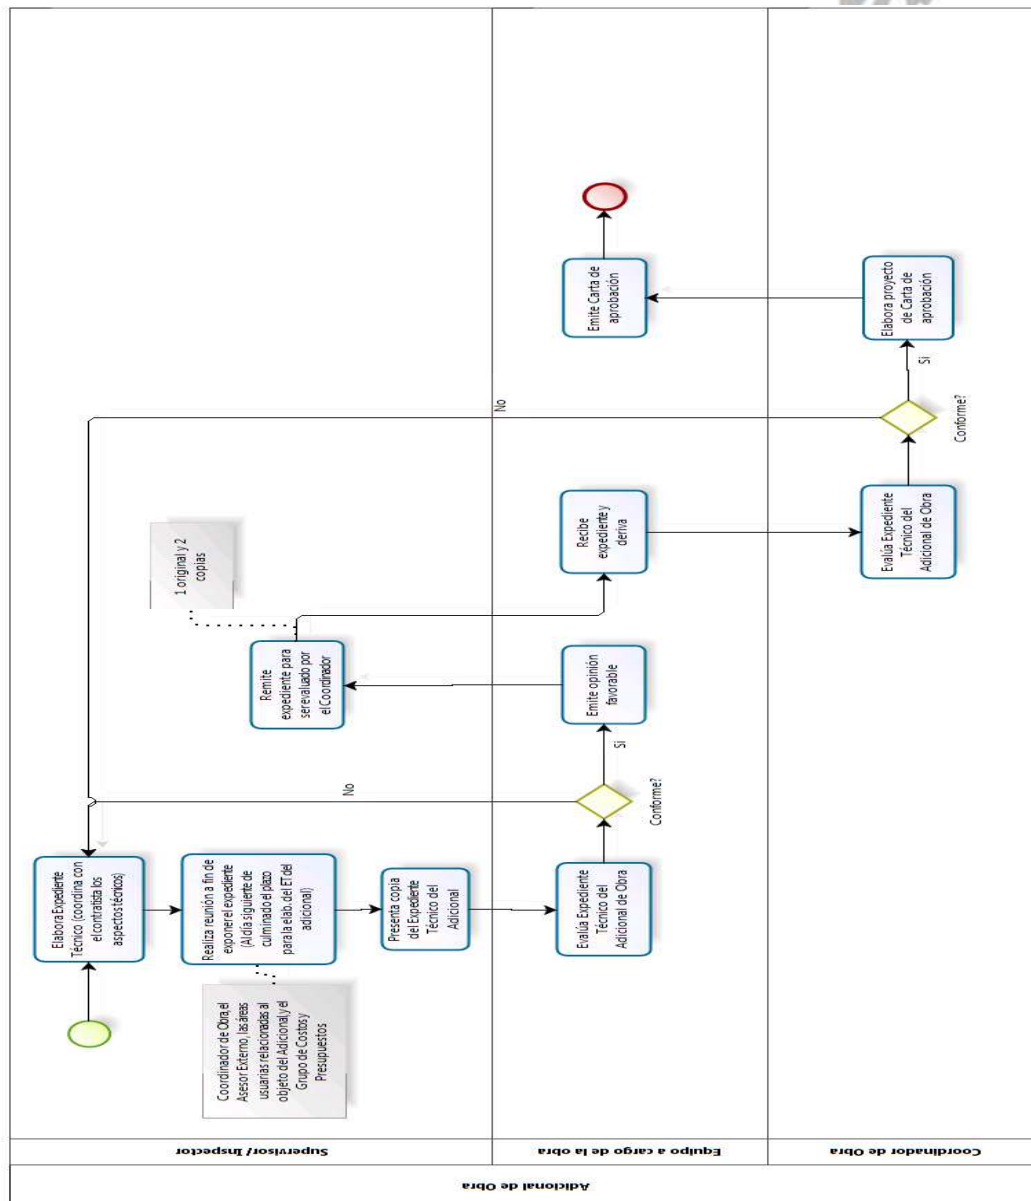 Adicional de Obra
Supervisor/ Inspector
Elabora Expediente
Técnico (coordina con
el contratista los
aspectos técnicos)
Realiza reunión a fin de
exponer el expediente
(Al día siguiente de
culminado el plazo
para la elab. del ET del
adicional)
Coordinador de Obra, el
Asesor Externo, las áreas
usuarias relacionadas al
objeto del Adicional, y el
Grupo de Costos y
Presupuestos
Presenta copia
del Expediente
Técnico del
Adicional
Remite
expediente para
ser evaluado por
el Coordinador
1 original y 2
copias
No
No
Equipo a cargo de la obra
Evalúa Expediente
Técnico del
Adicional de Obra
Conforme?
Si
Emite opinión
favorable
Recibe
expediente y
deriva
Emite Carta de
aprobación
Coordinador de Obra
Evalúa Expediente
Técnico del
Adicional de Obra
Conforme?
Si
Elabora proyecto
de Carta de
aprobación